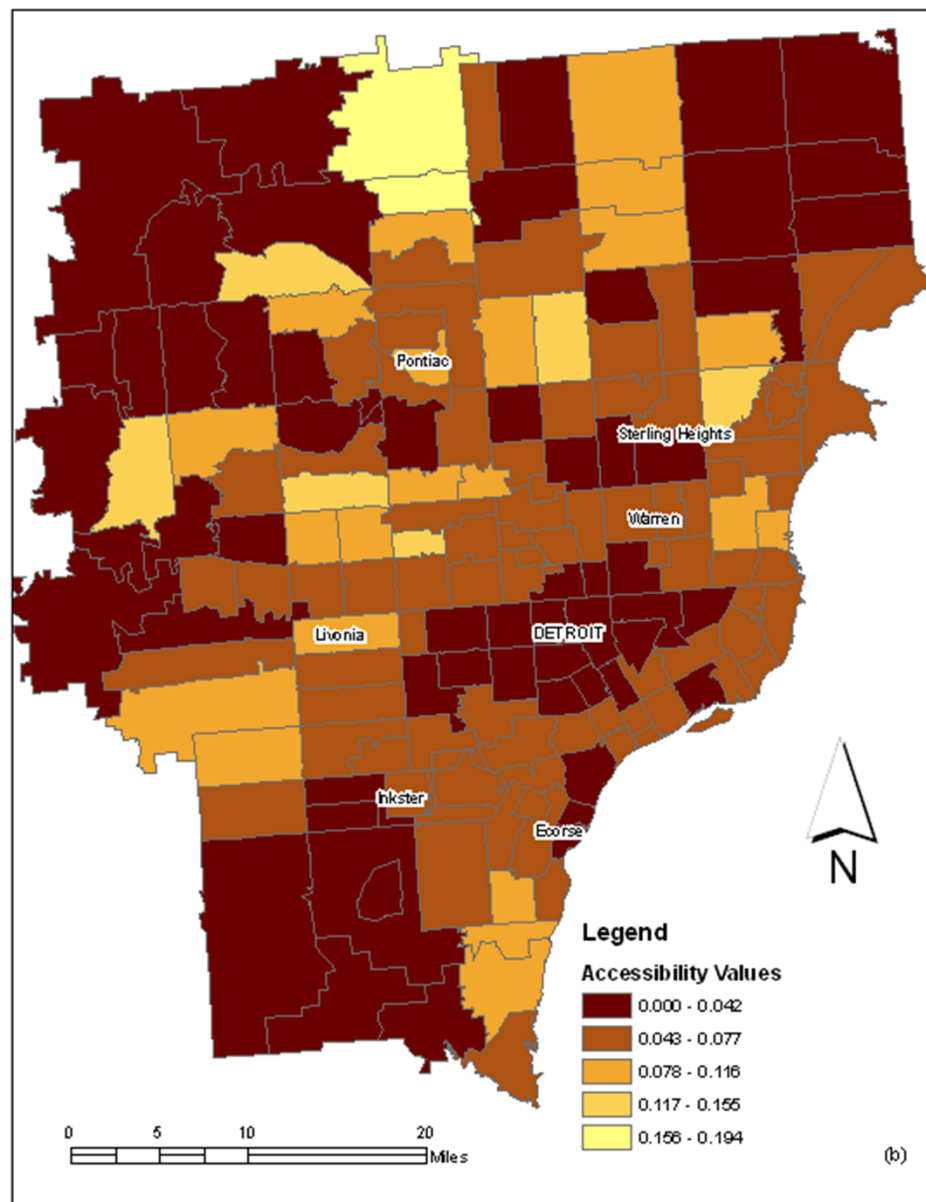 Pontiac
Sterling Heights
Warren
Livonia
DETROIT
Inkster
Ecorse
N
Legend
Accessibility Values
0.000 - 0.042
0.043 - 0.077
0.078 - 0.116
0.117 - 0.155
0.156 - 0.194
0 5 10 20
Miles
(b)